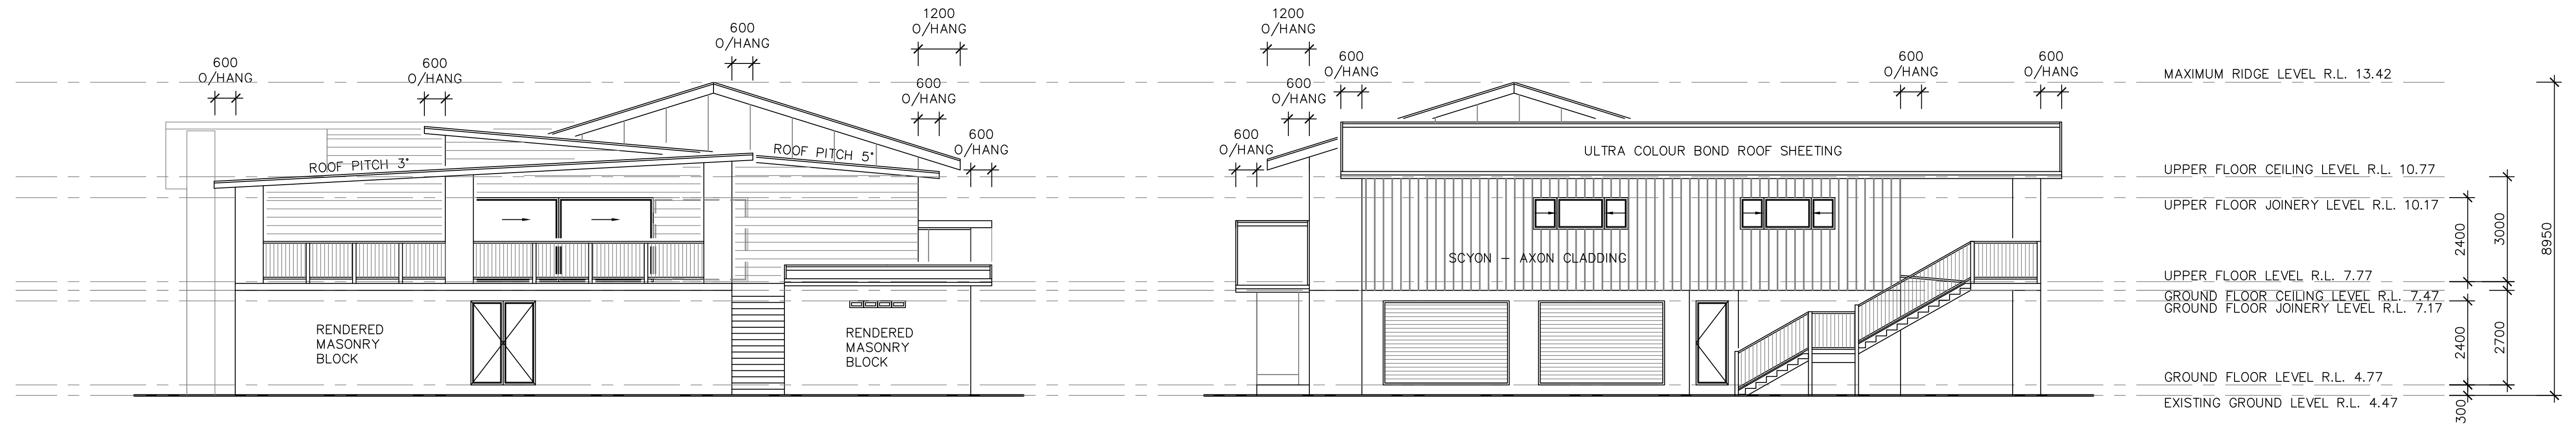 1200
O/HANG
600
O/HANG
600
O/HANG
600
O/HANG
600
O/HANG
600
O/HANG
ROOF PITCH 3°
ROOF PITCH 5°
RENDERED
MASONRY
BLOCK
RENDERED
MASONRY
BLOCK
1200
O/HANG
600
O/HANG
600
O/HANG
600
O/HANG
600
O/HANG
600
O/HANG
ULTRA COLOUR BOND ROOF SHEETING
SCYON - AXON CLADDING
MAXIMUM RIDGE LEVEL R.L. 13.42
UPPER FLOOR CEILING LEVEL R.L. 10.77
UPPER FLOOR JOINERY LEVEL R.L. 10.17
UPPER FLOOR LEVEL R.L. 7.77
GROUND FLOOR CEILING LEVEL R.L. 7.47
GROUND FLOOR JOINERY LEVEL R.L. 7.17
GROUND FLOOR LEVEL R.L. 4.77
EXISTING GROUND LEVEL R.L. 4.47
2400
3000
8950
2400
2700
300